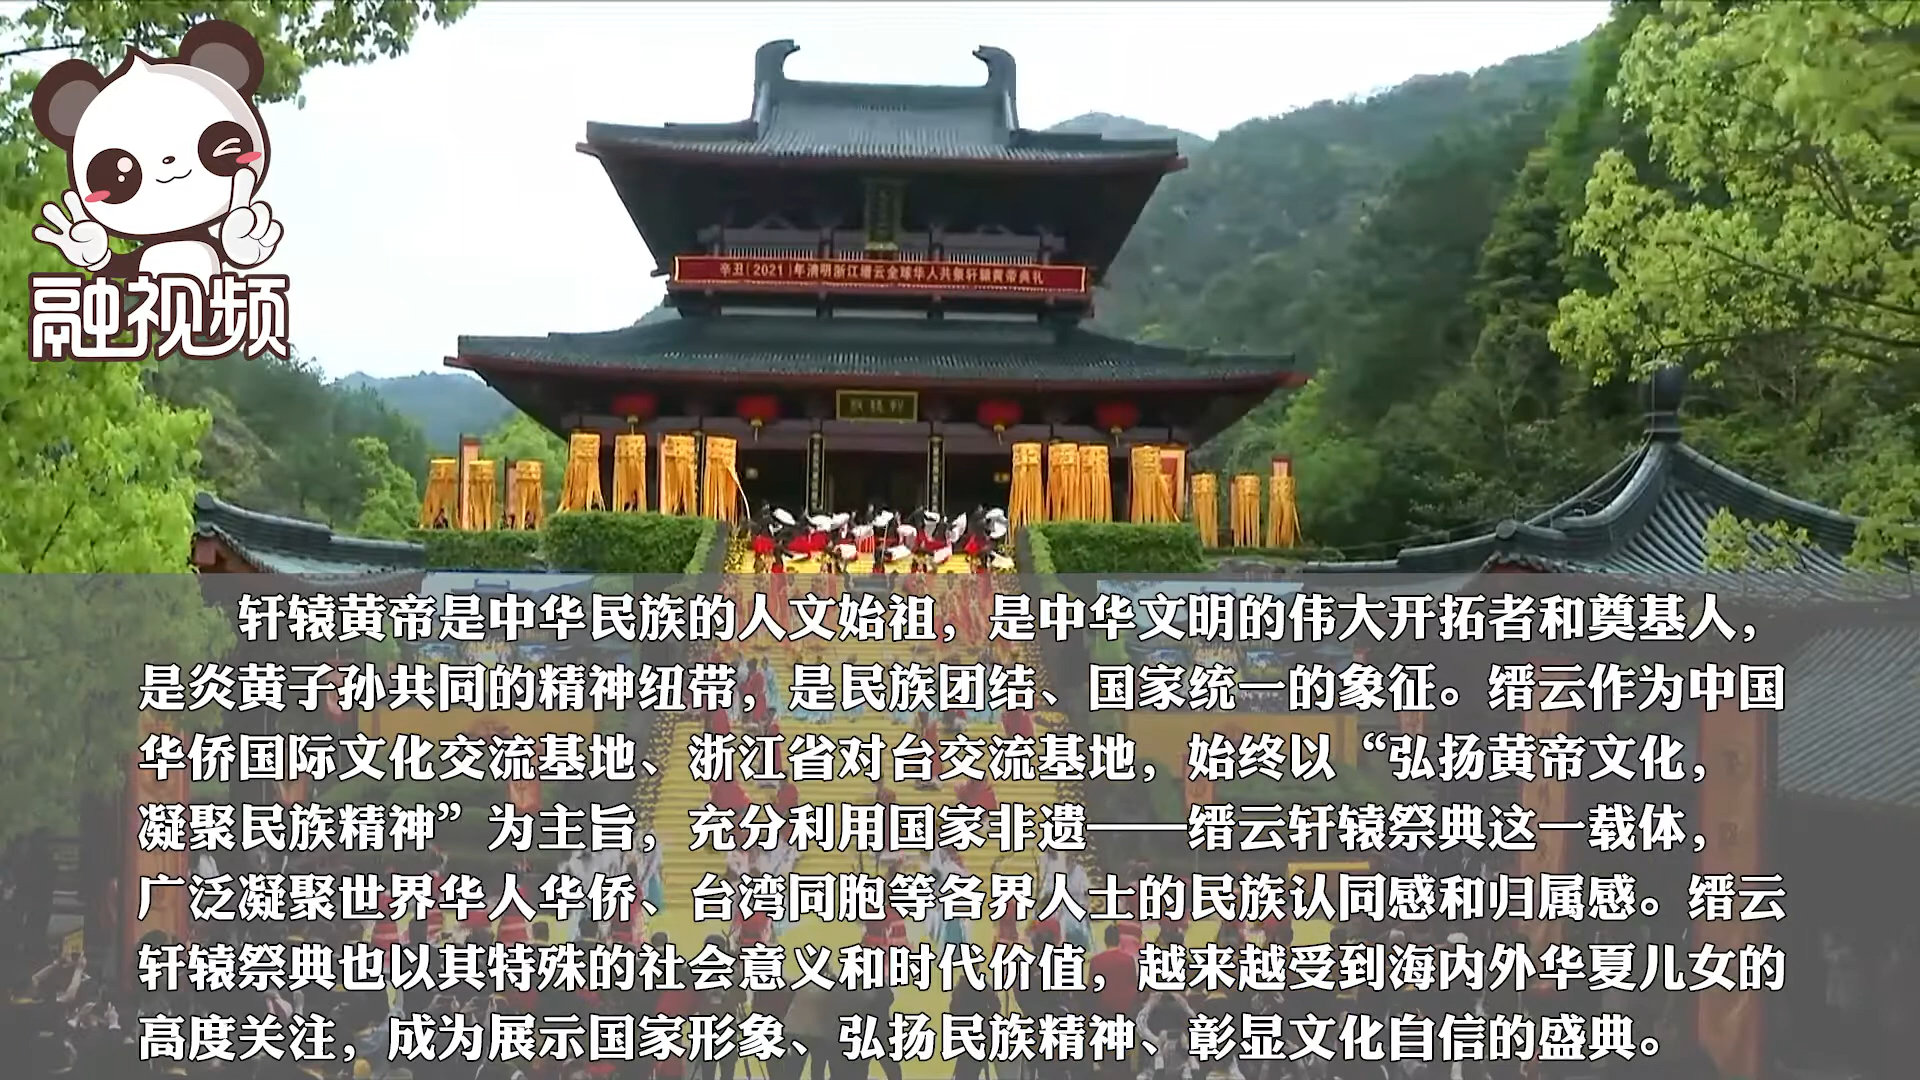 融视频
辛丑(2021)年清明浙江缙云全球华人共祭轩辕黄帝典礼
轩辕黄帝是中华民族的人文始祖，是中华文明的伟大开拓者和奠基人，
是炎黄子孙共同的精神纽带，是民族团结、国家统一的象征。缙云作为中国
华侨国际文化交流基地、浙江省对台交流基地，始终以“弘扬黄帝文化，
凝聚民族精神”为主旨，充分利用国家非遗——缙云轩辕祭典这一载体，
广泛凝聚世界华人华侨、台湾同胞等各界人士的民族认同感和归属感。缙云
轩辕祭典也以其特殊的社会意义和时代价值，越来越受到海内外华夏儿女的
高度关注，成为展示国家形象、弘扬民族精神、彰显文化自信的盛典。